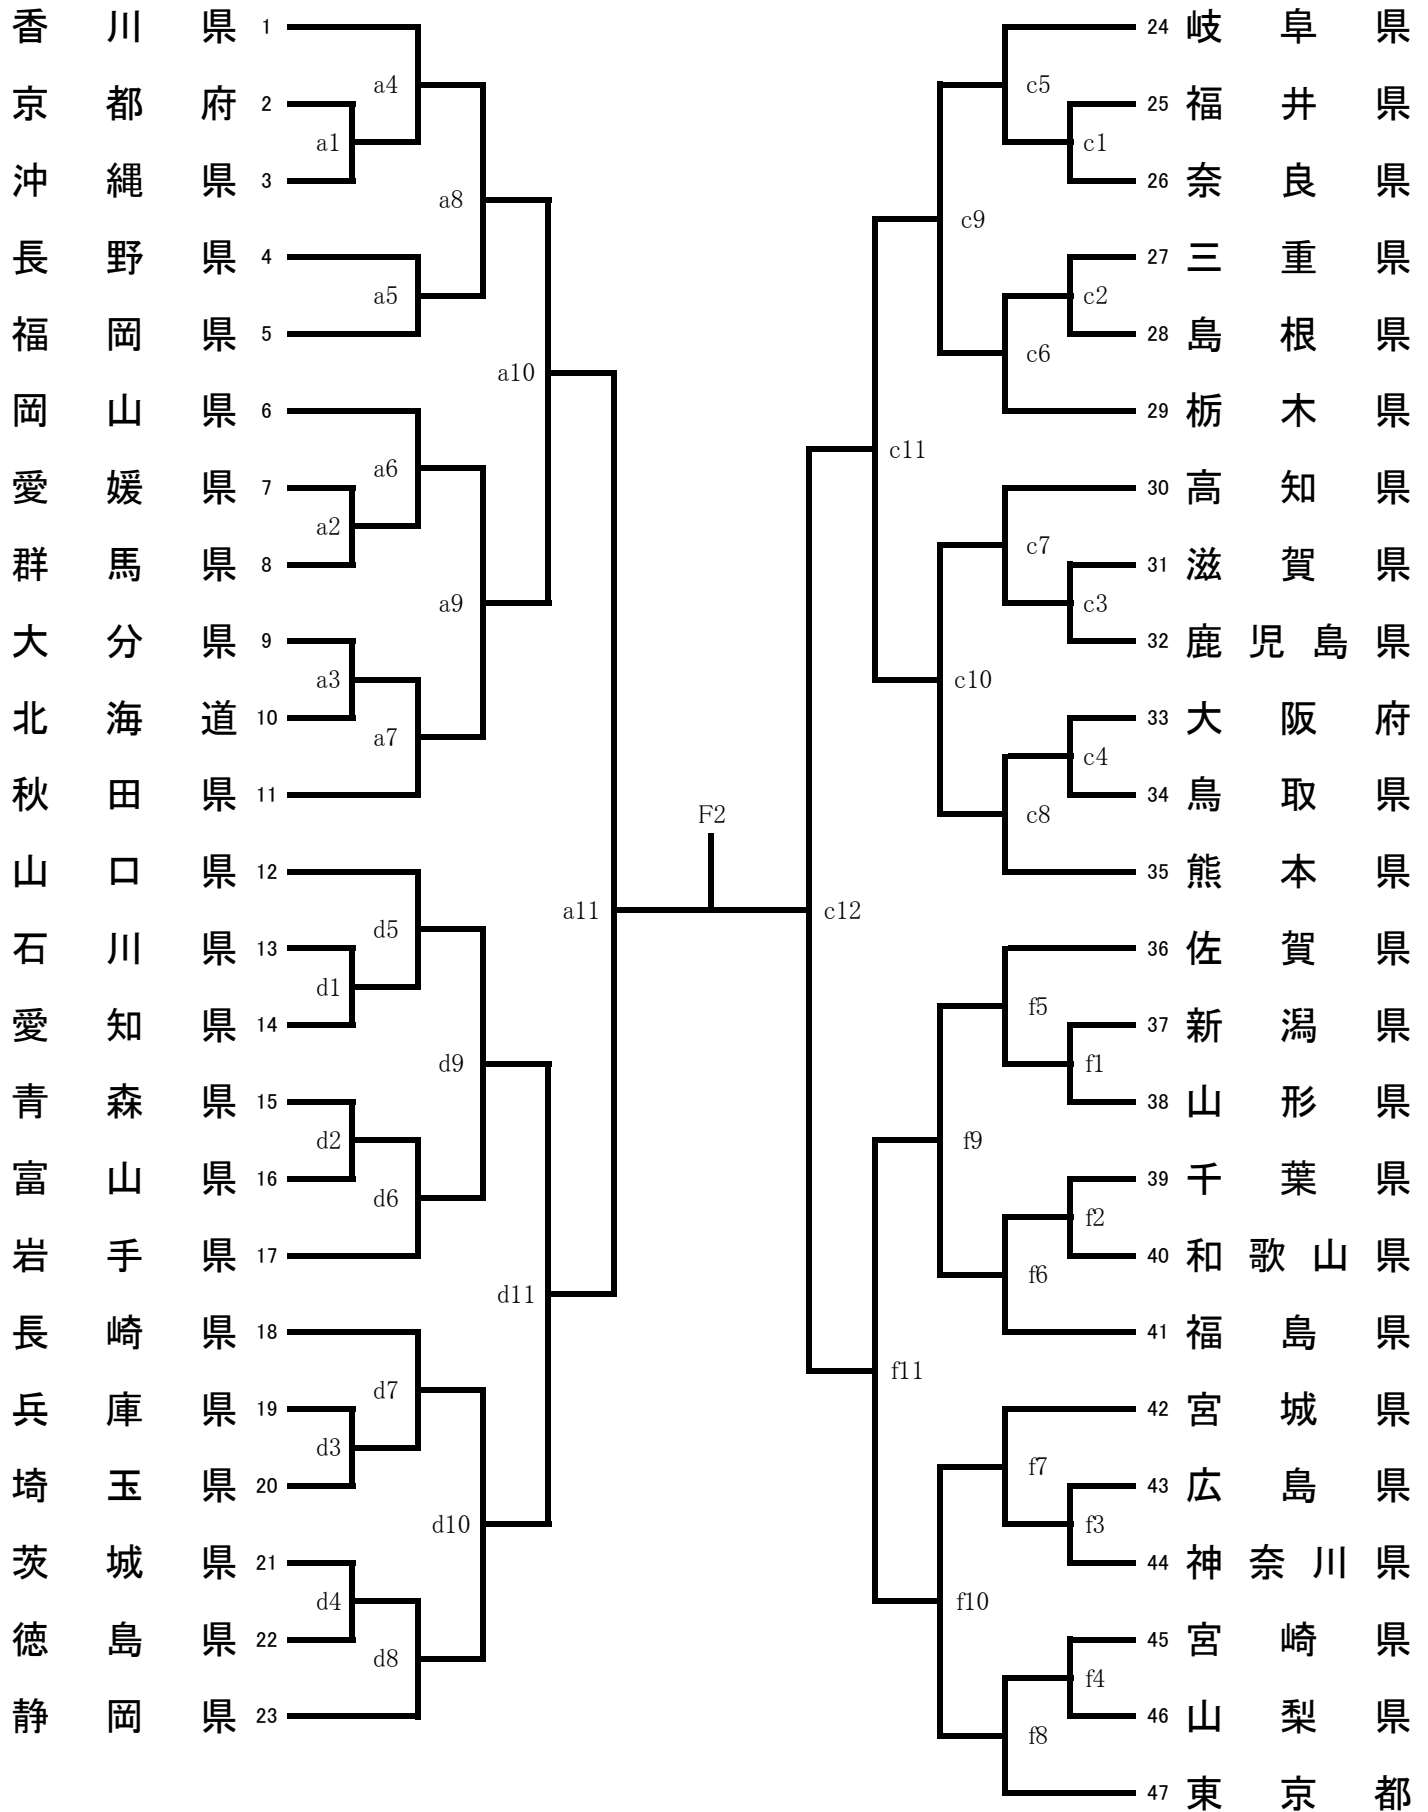 香川県 1
京都府 2
沖縄県 3
長野県 4
福岡県 5
岡山県 6
愛媛県 7
群馬県 8
大分県 9
北海道 10
秋田県 11
山口県 12
石川県 13
愛知県 14
青森県 15
富山県 16
岩手県 17
長崎県 18
兵庫県 19
埼玉県 20
茨城県 21
徳島県 22
静岡県 23
a4
a1
a8
a5
a10
a6
a2
a9
a3
a7
a11
d5
d1
d9
d2
d6
d11
d7
d3
d10
d4
d8
F2
c5
c1
c9
c2
c6
c11
c7
c3
c10
c4
c8
c12
f5
f1
f9
f2
f6
f11
f7
f3
f10
f4
f8
24 岐阜県
25 福井県
26 奈良県
27 三重県
28 島根県
29 栃木県
30 高知県
31 滋賀県
32 鹿児島県
33 大阪府
34 鳥取県
35 熊本県
36 佐賀県
37 新潟県
38 山形県
39 千葉県
40 和歌山県
41 福島県
42 宮城県
43 広島県
44 神奈川県
45 宮崎県
46 山梨県
47 東京都